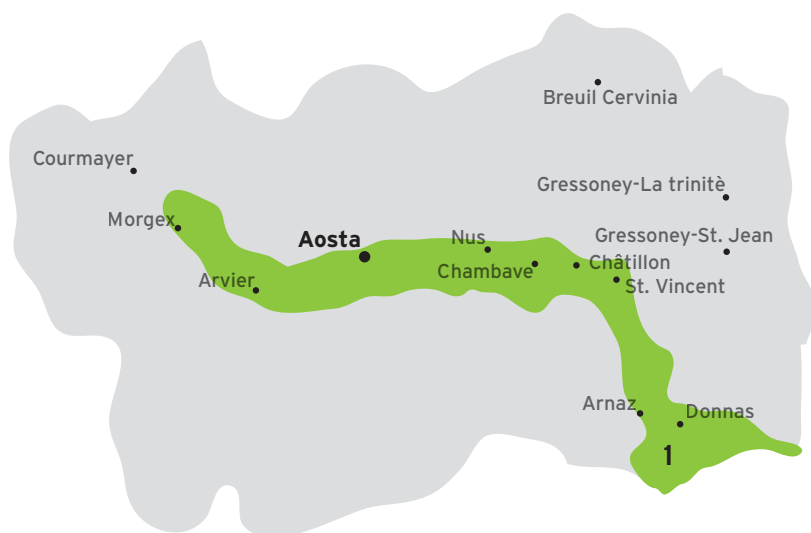 Breuil Cervinia
Courmayer
Gressoney-La trinitè
Morgex
Aosta
Nus
Gressoney-St. Jean
Arvier
Chambave
Châtillon
St. Vincent
Arnaz
Donnas
1